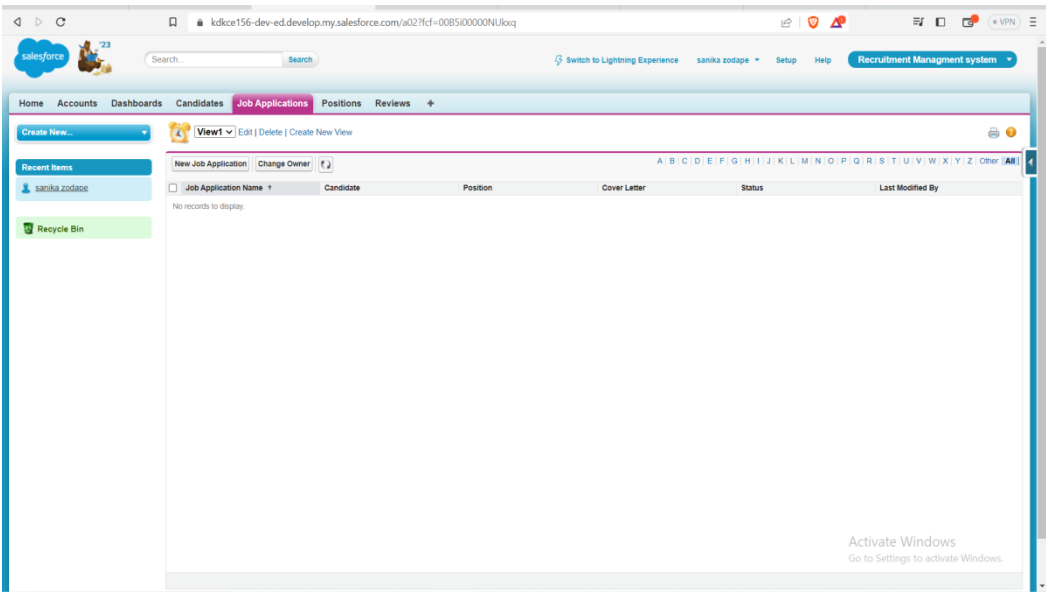 kdkce156-dev-ed.develop.my.salesforce.com/a02?fcf=00B5i00000NUkxq
VPN
salesforce
'23
Search...
Search
Switch to Lightning Experience
sanika zodape
Setup
Help
Recruitment Managment system
Home Accounts Dashboards Candidates Job Applications Positions Reviews +
Create New...
View1 Edit | Delete | Create New View
Recent Items
sanika zodape
Recycle Bin
New Job Application Change Owner
A | B | C | D | E | F | G | H | I | J | K | L | M | N | O | P | Q | R | S | T | U | V | W | X | Y | Z | Other | All
Job Application Name Candidate Position Cover Letter Status Last Modified By
No records to display.
Activate Windows
Go to Settings to activate Windows.